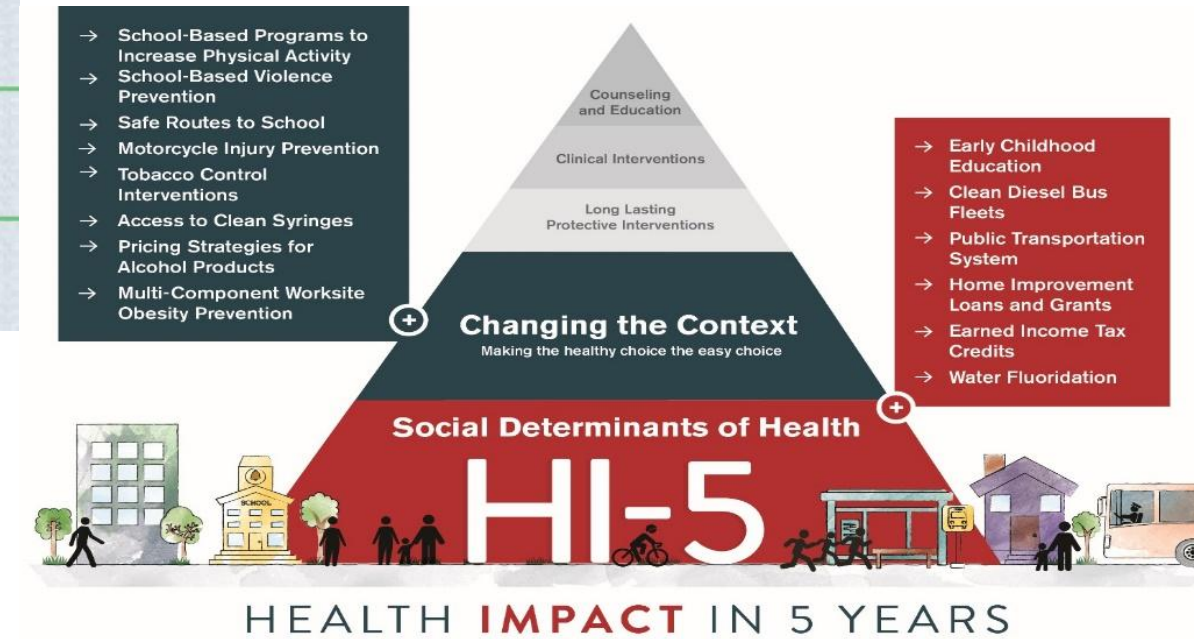 → School-Based Programs to
Increase Physical Activity
→ School-Based Violence
Prevention
→ Safe Routes to School
→ Motorcycle Injury Prevention
→ Tobacco Control
Interventions
→ Access to Clean Syringes
→ Pricing Strategies for
Alcohol Products
→ Multi-Component Worksite
Obesity Prevention
Counseling
and Education
Clinical Interventions
Long Lasting
Protective Interventions
Changing the Context
Making the healthy choice the easy choice
→ Early Childhood
Education
→ Clean Diesel Bus
Fleets
→ Public Transportation
System
→ Home Improvement
Loans and Grants
→ Earned Income Tax
Credits
→ Water Fluoridation
Social Determinants of Health
HI-5
SCHOOL
HEALTH IMPACT IN 5 YEARS